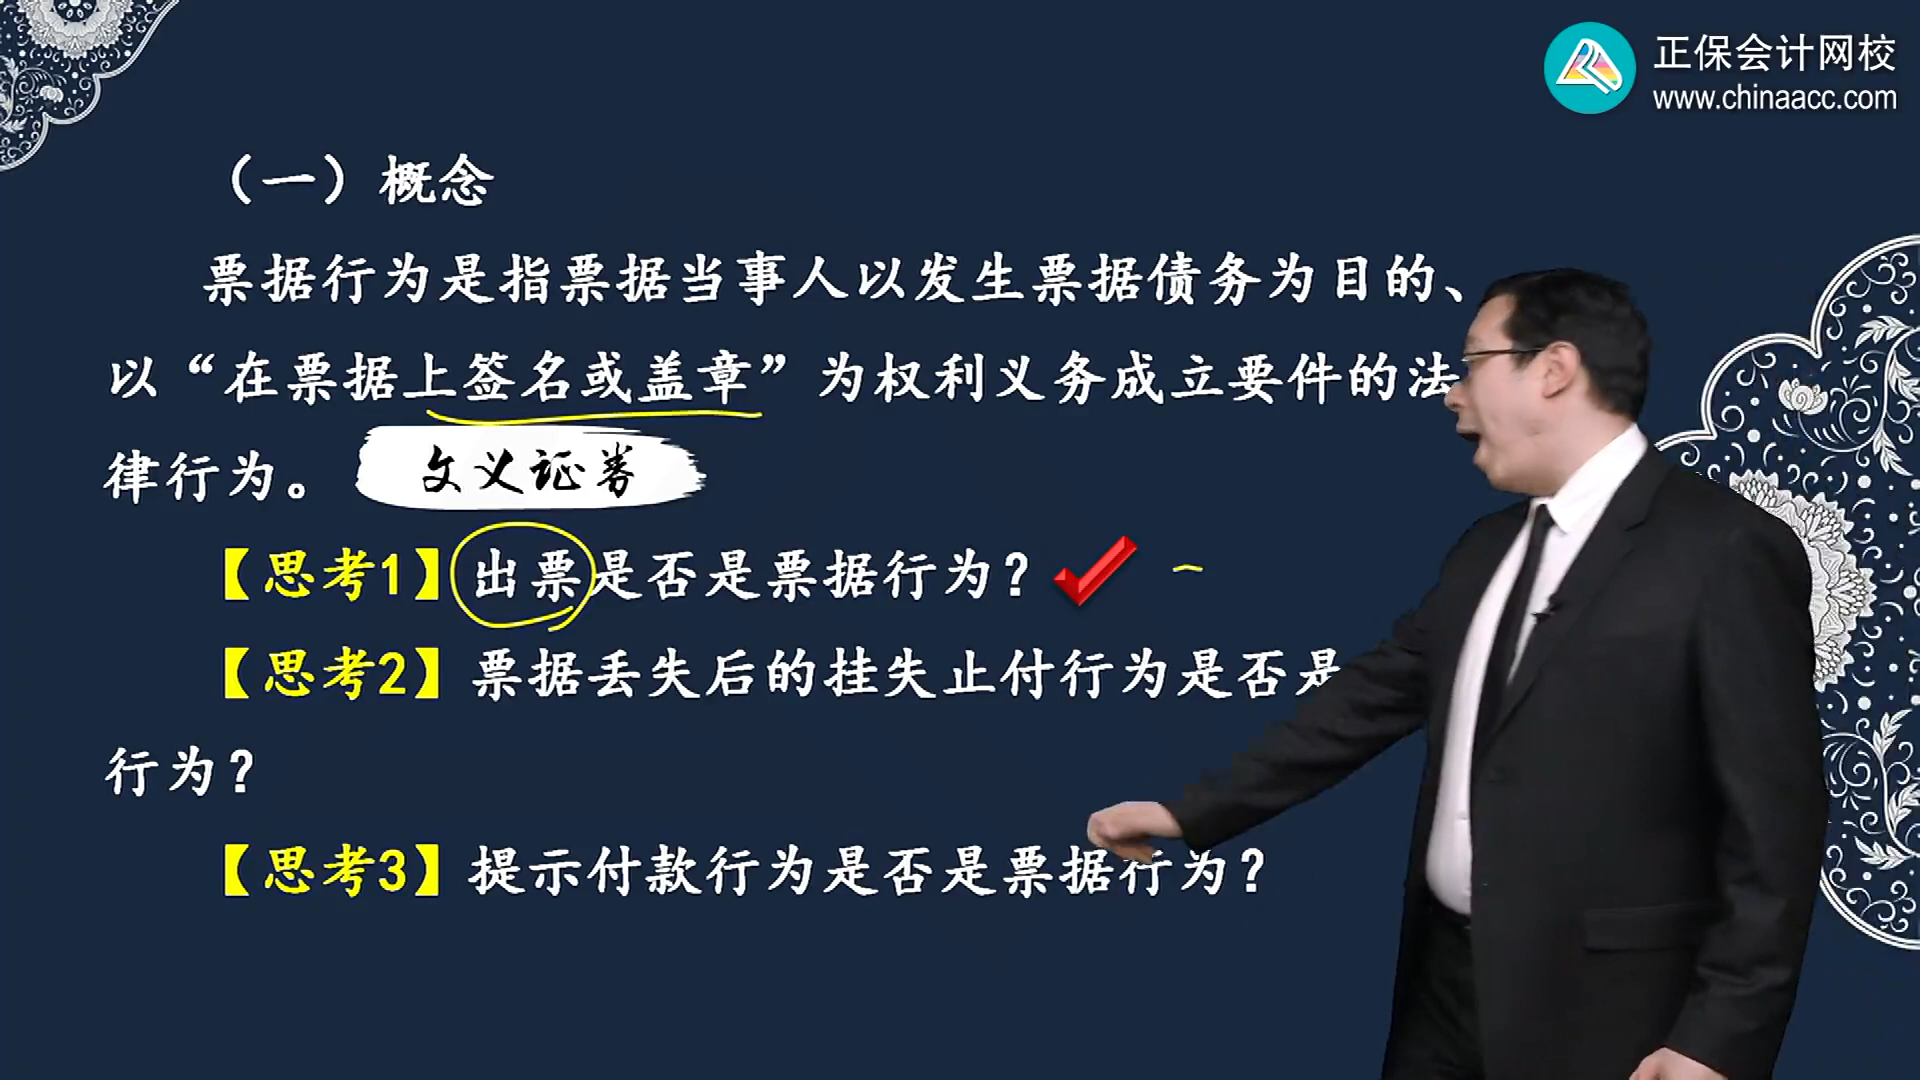 正保会计网校
www.chinaacc.com
（一）概念
票据行为是指票据当事人以发生票据债务为目的、
以“在票据上签名或盖章”为权利义务成立要件的法
律行为。 文义证券
【思考1】出票是否是票据行为？
【思考2】票据丢失后的挂失止付行为是否是
行为？
【思考3】提示付款行为是否是票据行为？